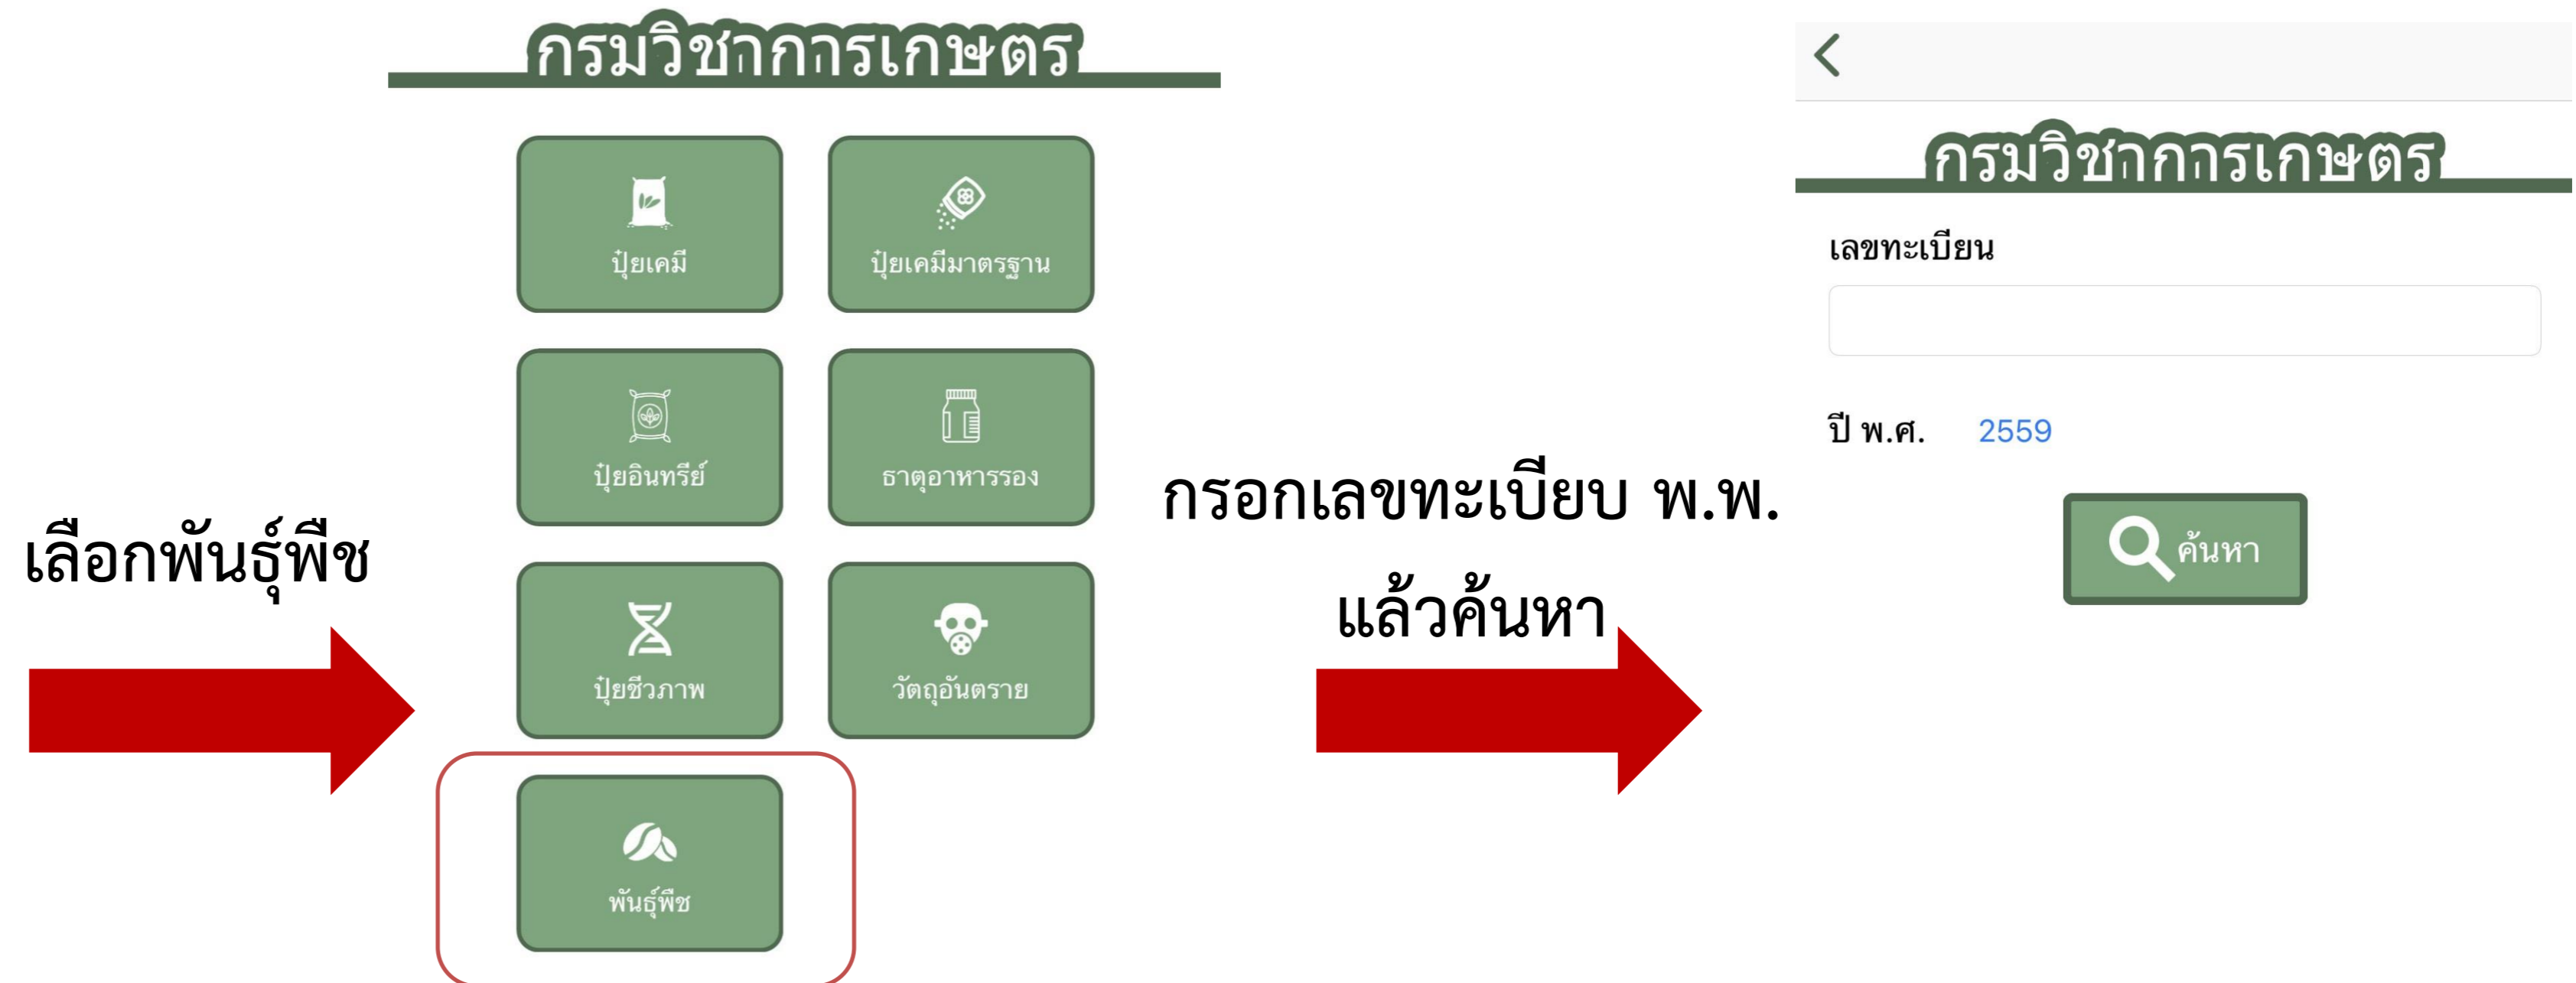 กรมวิชาการเกษตร
ปุ๋ยเคมี
ปุ๋ยเคมีมาตรฐาน
ปุ๋ยอินทรีย์
ธาตุอาหารรอง
ปุ๋ยชีวภาพ
วัตถุอันตราย
พันธุ์พืช
เลือกพันธุ์พืช
กรอกเลขทะเบียบ พ.พ.
แล้วค้นหา
กรมวิชาการเกษตร
เลขทะเบียน
ปี พ.ศ. 2559
ค้นหา